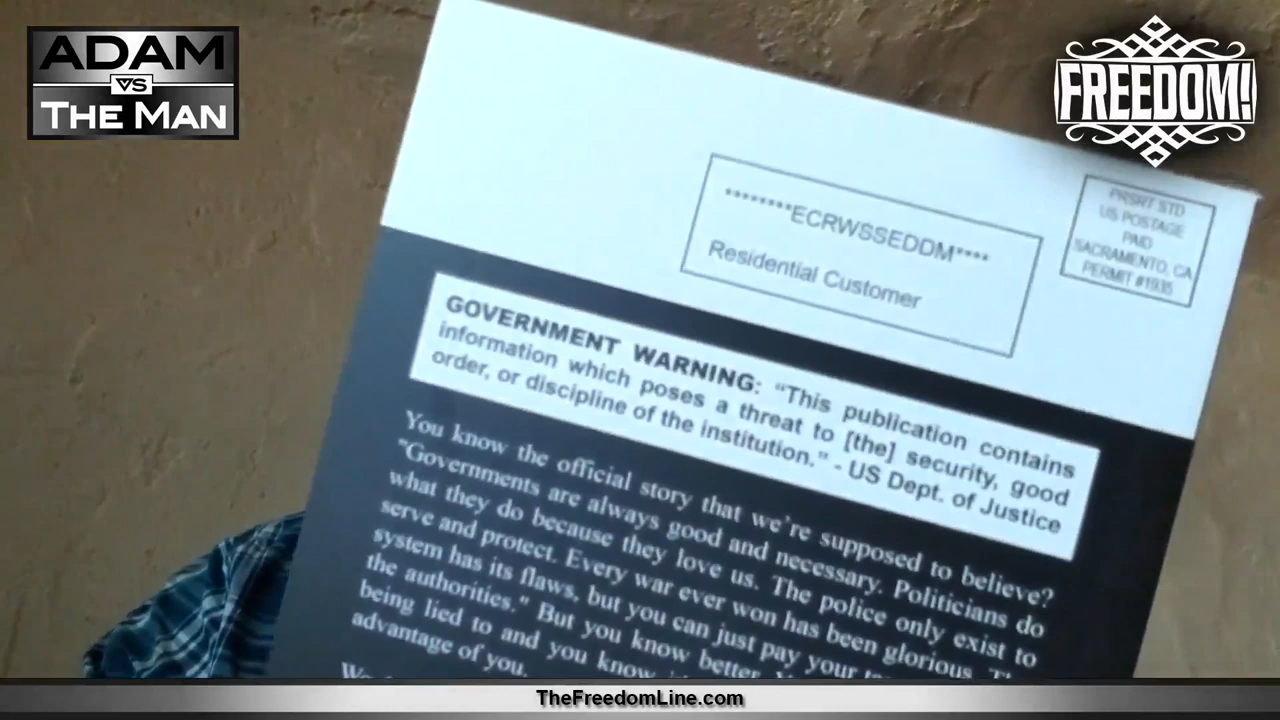 ADAM
VS
THE MAN
FREEDOM!
PRSRT STD
US POSTAGE
PAID
SACRAMENTO, CA
PERMIT #1935
********ECRWSSEDDM****
Residential Customer
GOVERNMENT WARNING: "This publication contains
information which poses a threat to [the] security, good
order, or discipline of the institution." - US Dept. of Justice
You know the official story that we're supposed to believe?
"Governments are always good and necessary. Politicians do
what they do because they love us. The police only exist to
serve and protect. Every war ever won has been glorious. Th
system has its flaws, but you can just pay your
the authorities." But you know better.
being lied to and you know
advantage of you.
TheFreedomLine.com